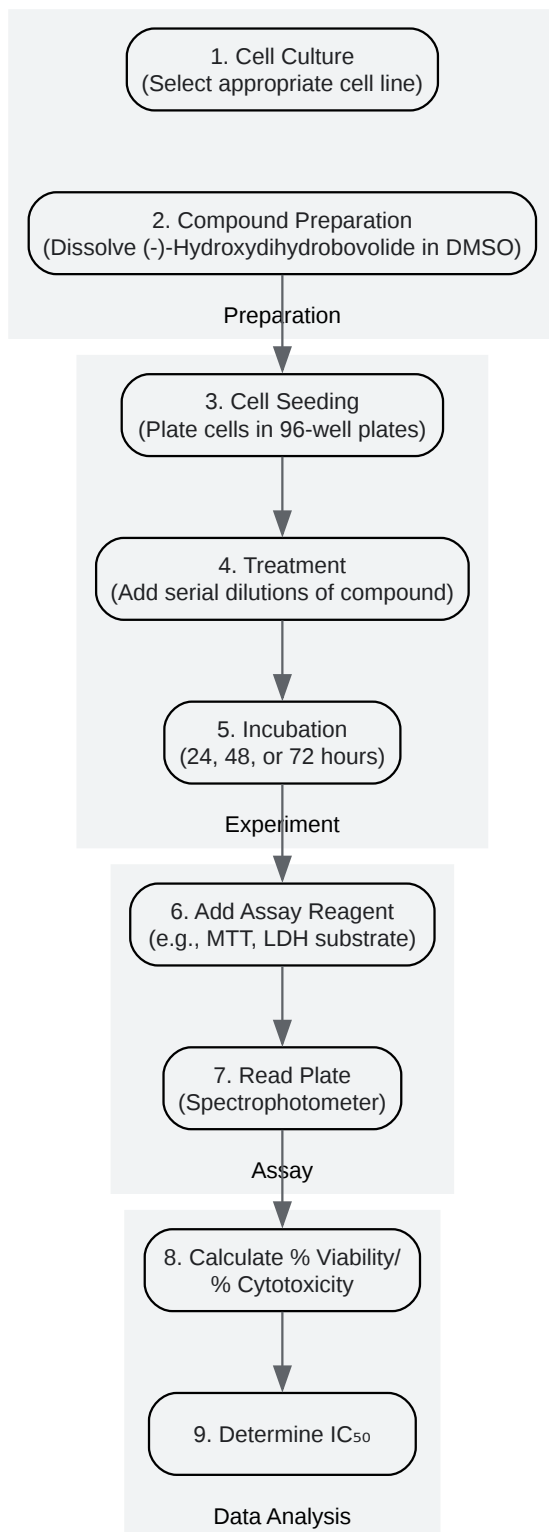 1. Cell Culture
(Select appropriate cell line)
2. Compound Preparation
(Dissolve (-)-Hydroxydihydrobovolide in DMSO)
Preparation
3. Cell Seeding
(Plate cells in 96-well plates)
4. Treatment
(Add serial dilutions of compound)
5. Incubation
(24, 48, or 72 hours)
Experiment
6. Add Assay Reagent
(e.g., MTT, LDH substrate)
7. Read Plate
(Spectrophotometer)
Assay
8. Calculate % Viability/
% Cytotoxicity
9. Determine IC₅₀
Data Analysis